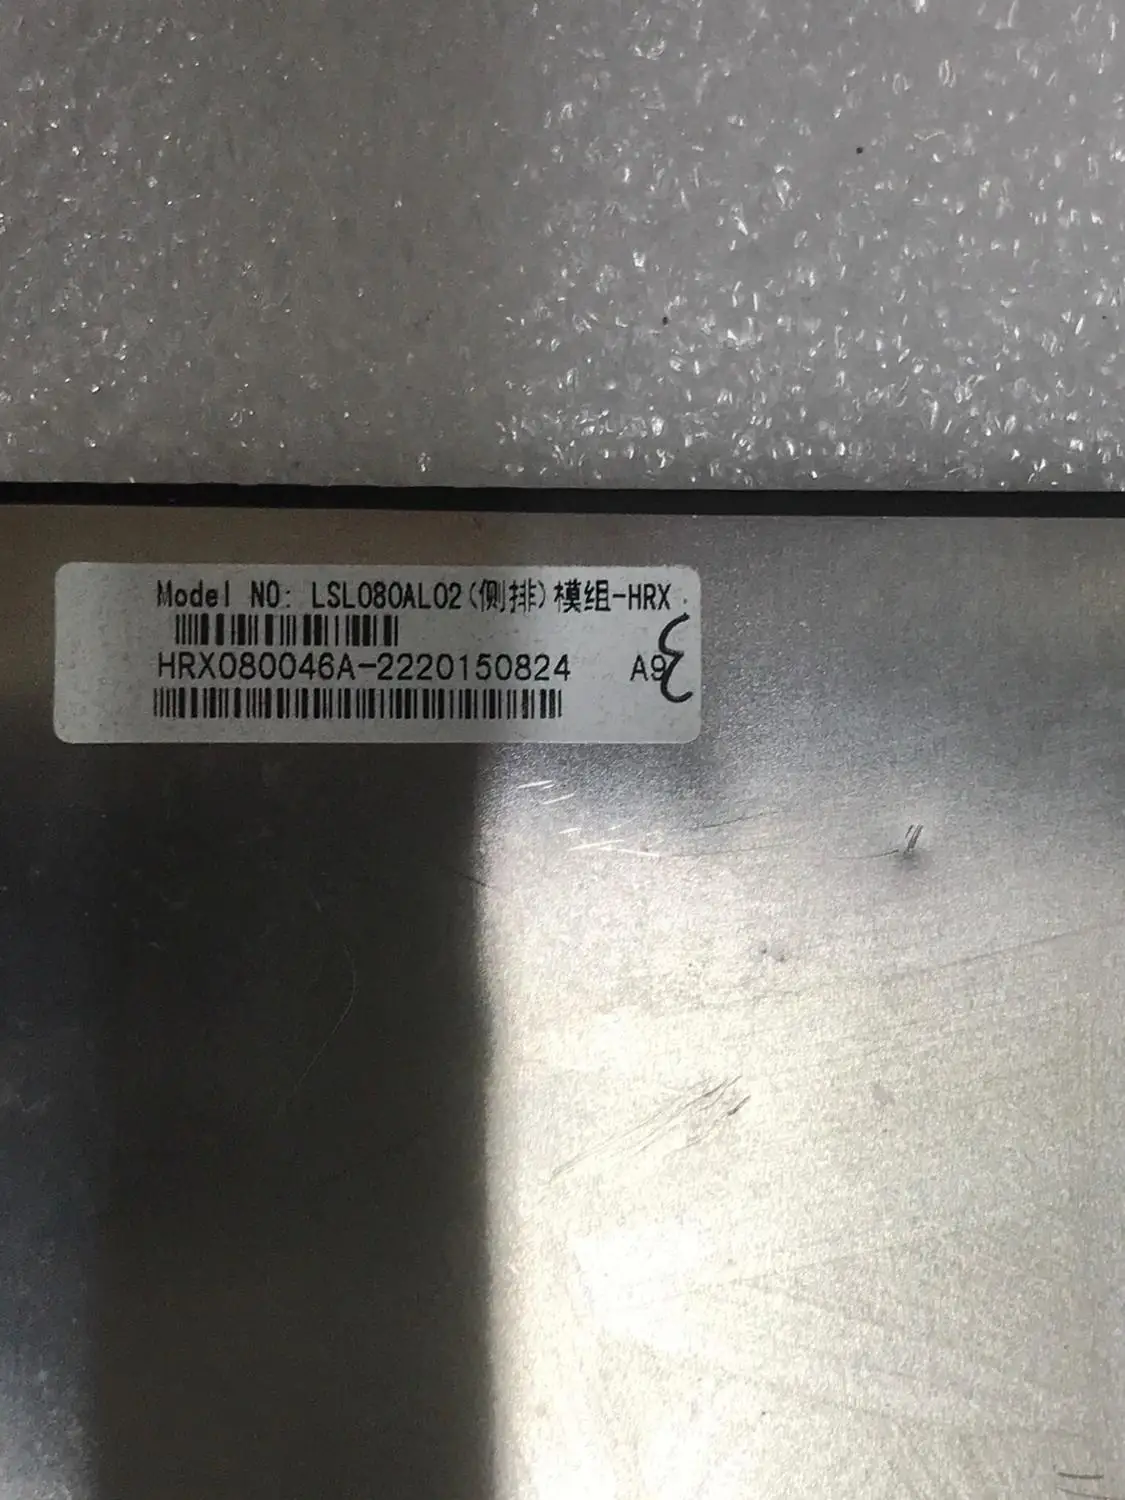 Model NO: LSL080AL02(侧排)模组-HRX
HRX080046A-2220150824 A9